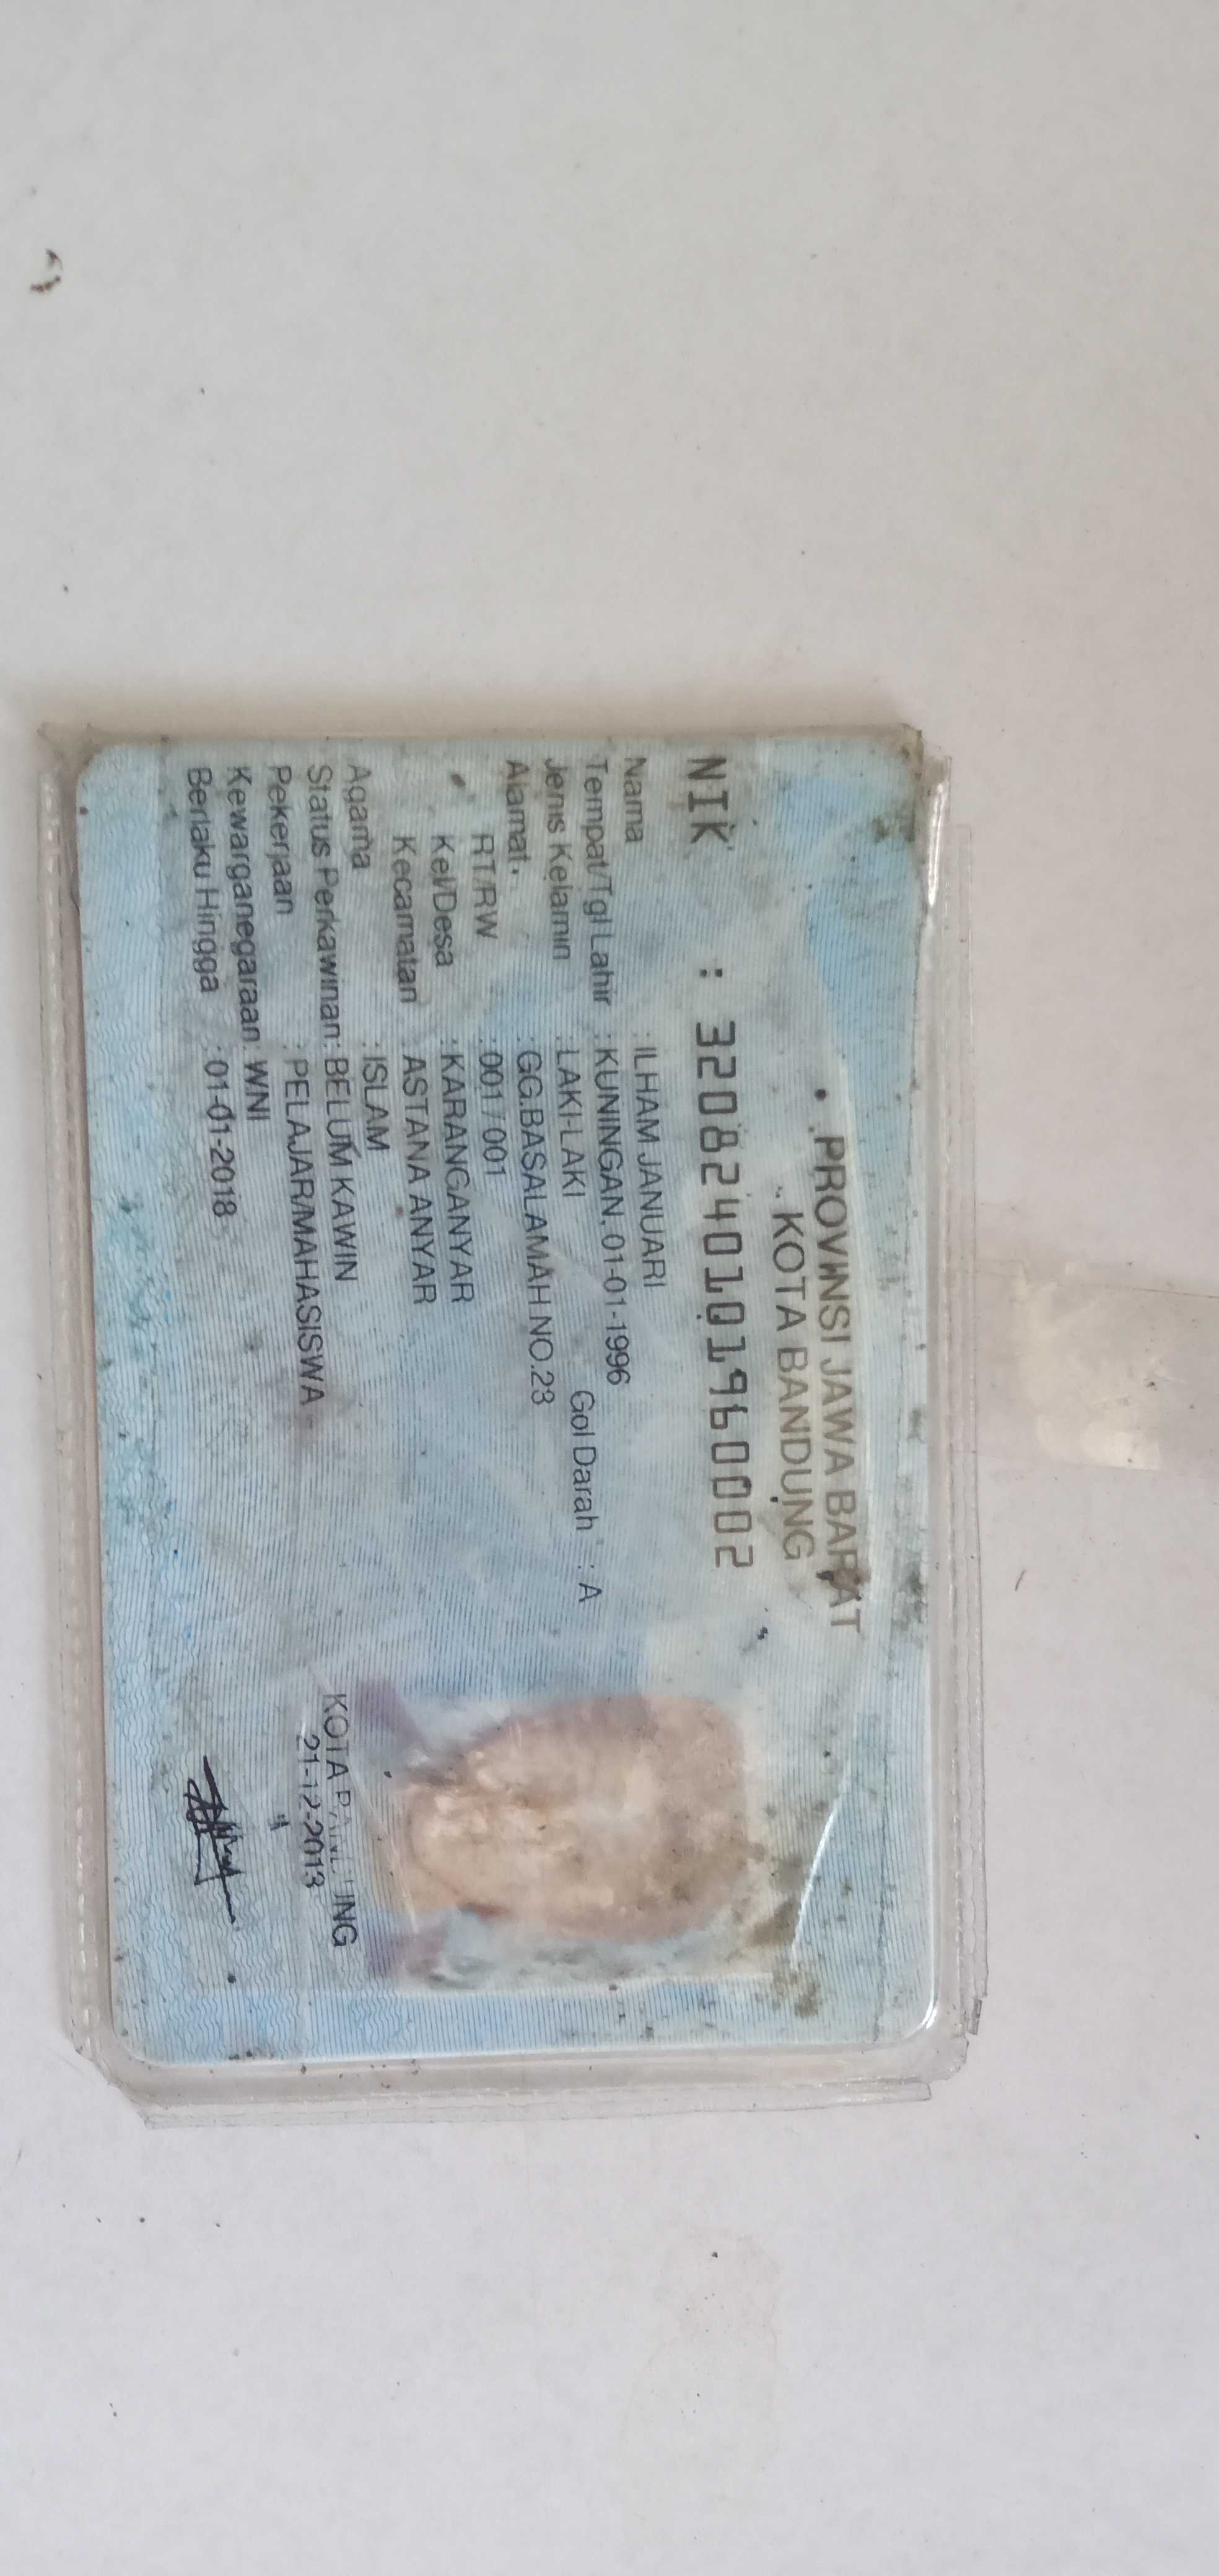 PROVINSI JAWA BARAT
KOTA BANDUNG
NIK : 3208240101960002
Nama : ILHAM JANUARI
Tempat/Tgl Lahir : KUNINGAN, 01-01-1996
Jenis Kelamin : LAKI-LAKI Gol Darah : A
Alamat : GG.BASALAMAH NO.23
RT/RW : 001 / 001
Kel/Desa : KARANGANYAR
Kecamatan : ASTANA ANYAR
Agama : ISLAM
Status Perkawinan: BELUM KAWIN
Pekerjaan : PELAJAR/MAHASISWA
Kewarganegaraan: WNI
Berlaku Hingga : 01-01-2018
KOTA BANDUNG
21-12-2013